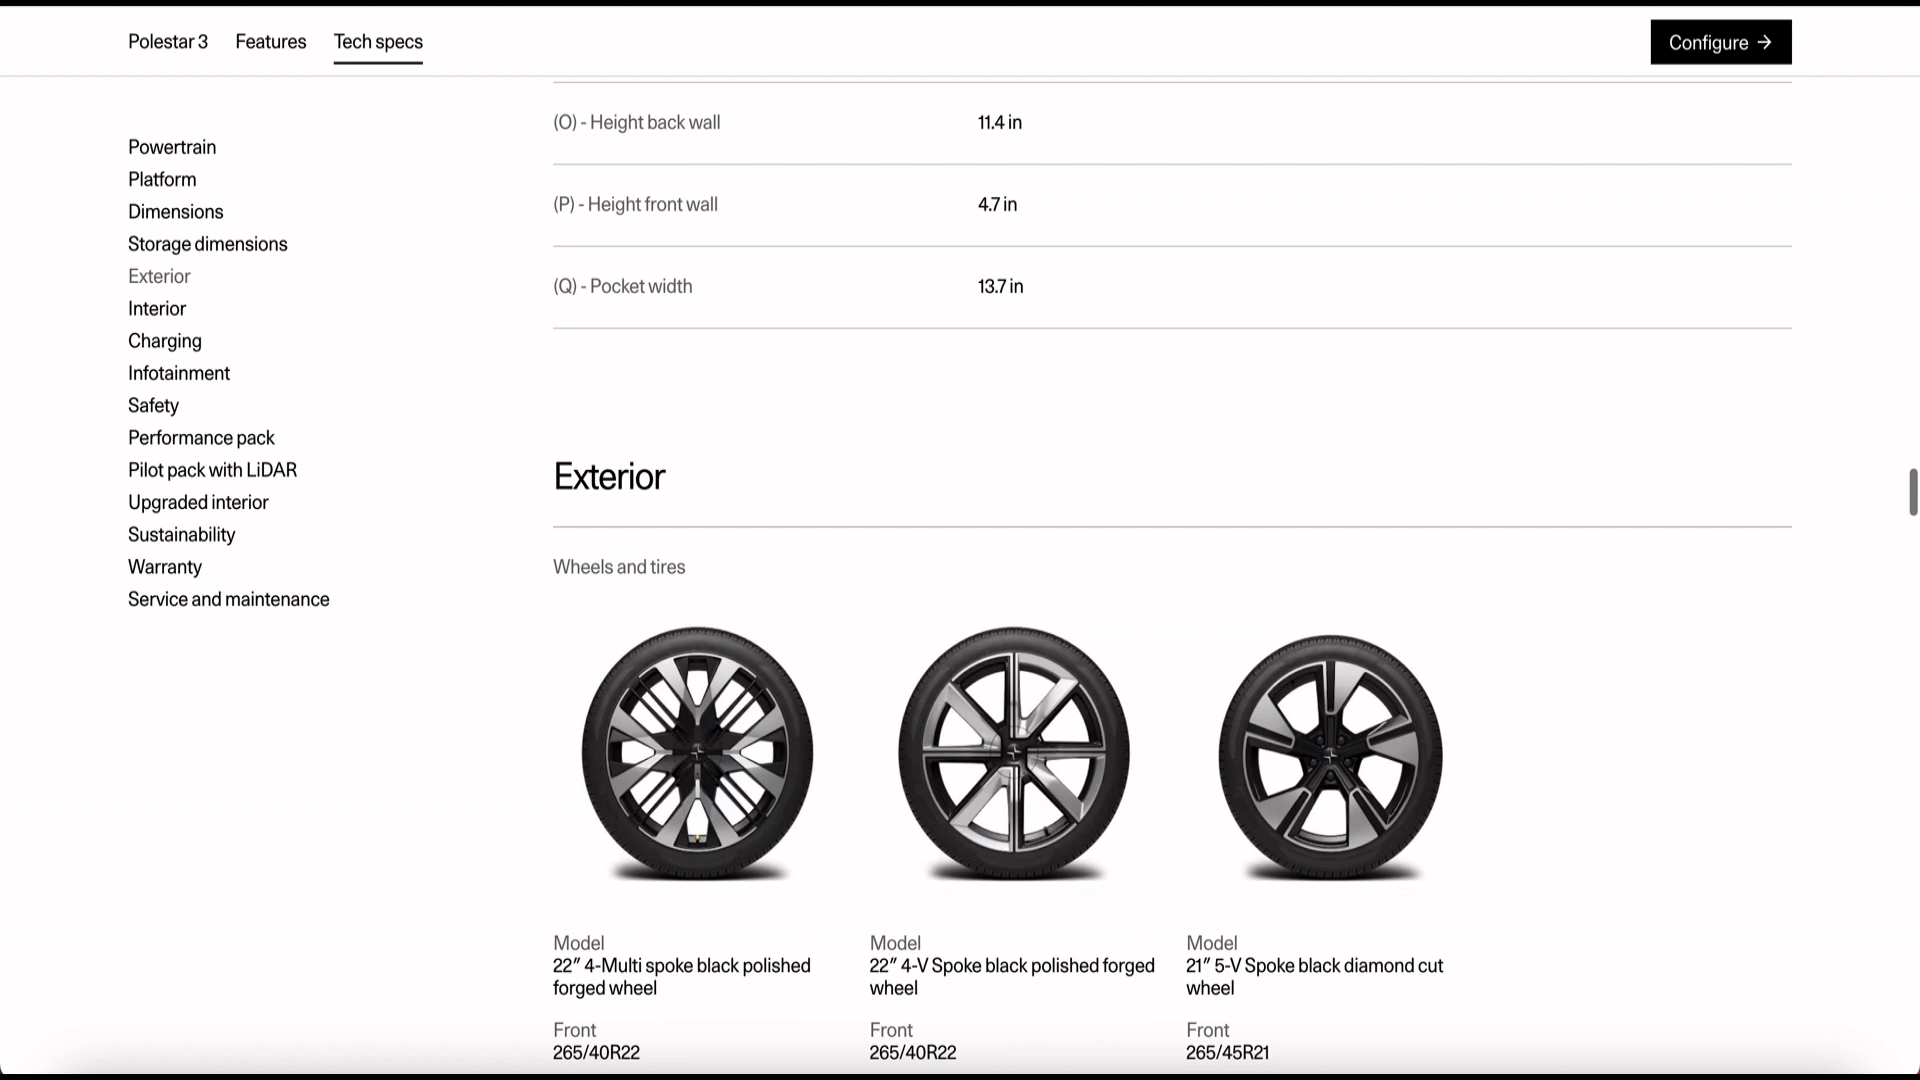 Polestar 3 Features Tech specs Configure →
Powertrain
Platform
Dimensions
Storage dimensions
Exterior
Interior
Charging
Infotainment
Safety
Performance pack
Pilot pack with LiDAR
Upgraded interior
Sustainability
Warranty
Service and maintenance
(O) - Height back wall 11.4 in
(P) - Height front wall 4.7 in
(Q) - Pocket width 13.7 in
Exterior
Wheels and tires
Model
22″ 4-Multi spoke black polished
forged wheel
Front
265/40R22
Model
22″ 4-V Spoke black polished forged
wheel
Front
265/40R22
Model
21″ 5-V Spoke black diamond cut
wheel
Front
265/45R21